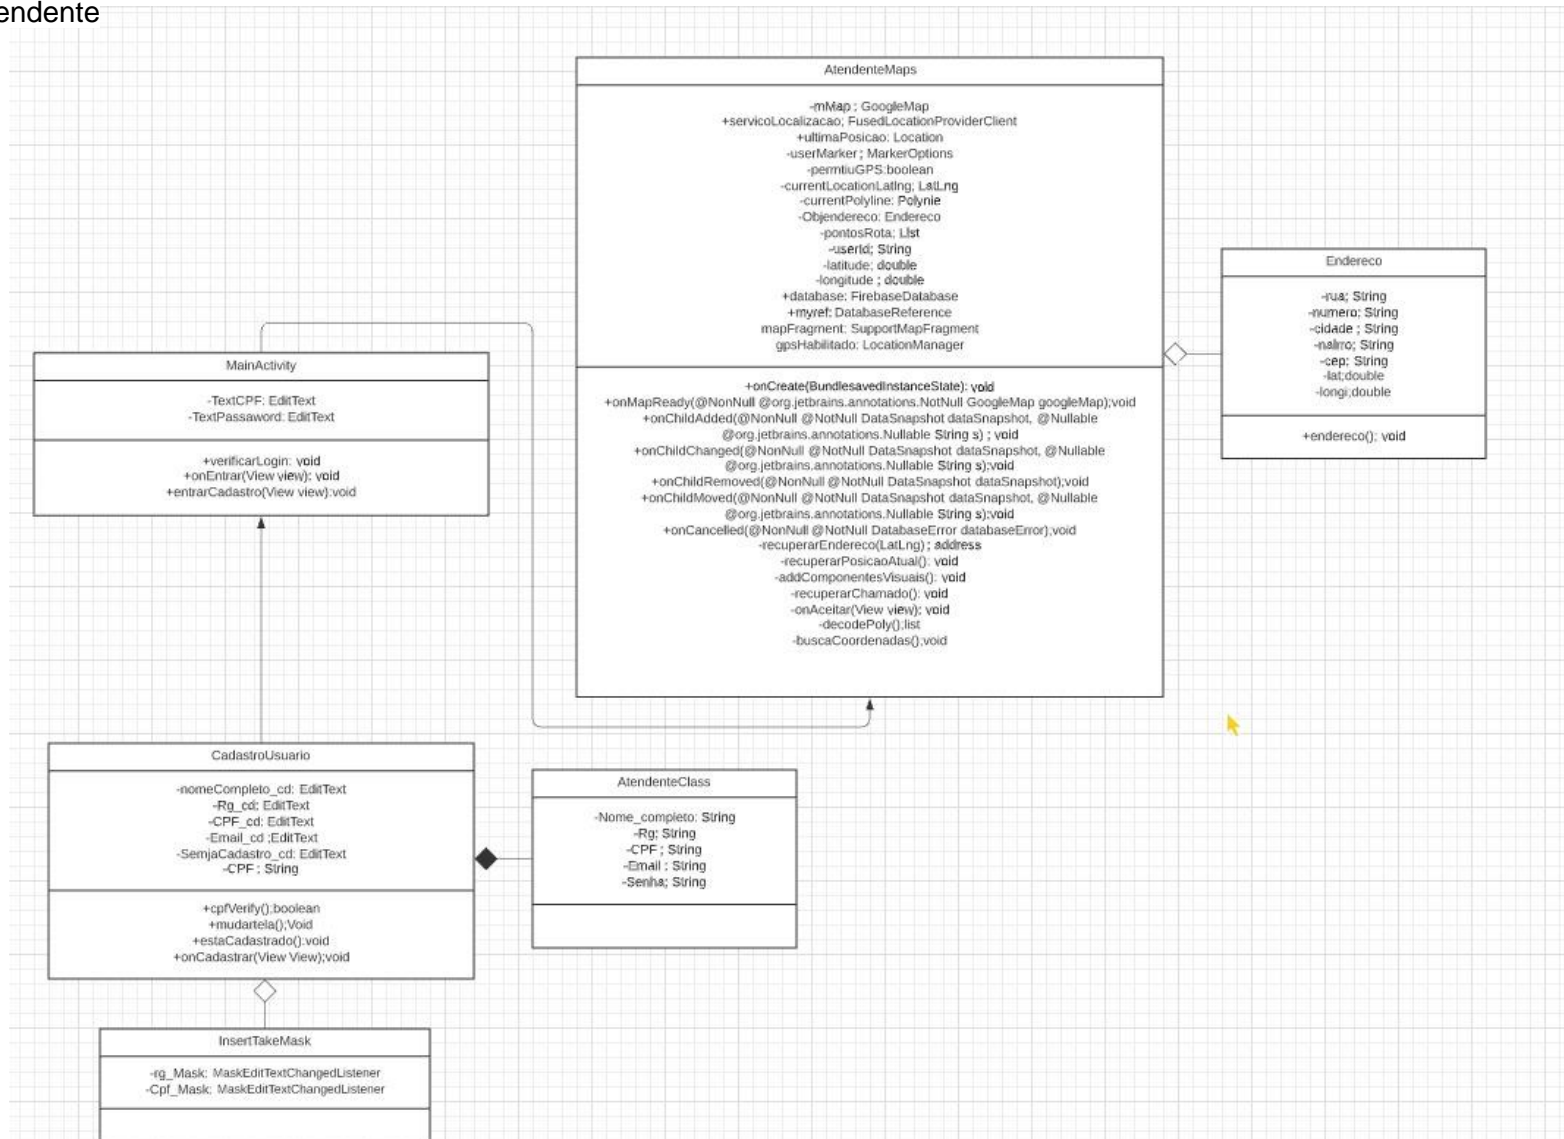 endente
AtendenteMaps
-mMap ; GoogleMap
+servicoLocalizacao; FusedLocationProviderClient
+ultimaPosicao: Location
-userMarker ; MarkerOptions
-permtiuGPS:boolean
-currentLocationLatlng; LatLng
-currentPolyline: Polynie
-Objendereco: Endereco
-pontosRota; List
-userId; String
-latitude; double
-longitude ; double
+database: FirebaseDatabase
+myref: DatabaseReference
mapFragment: SupportMapFragment
gpsHabilitado: LocationManager
+onCreate(BundlesavedInstanceState): void
+onMapReady(@NonNull @org.jetbrains.annotations.NotNull GoogleMap googleMap);void
+onChildAdded(@NonNull @NotNull DataSnapshot dataSnapshot, @Nullable
@org.jetbrains.annotations.Nullable String s) ; void
+onChildChanged(@NonNull @NotNull DataSnapshot dataSnapshot, @Nullable
@org.jetbrains.annotations.Nullable String s);void
+onChildRemoved(@NonNull @NotNull DataSnapshot dataSnapshot);void
+onChildMoved(@NonNull @NotNull DataSnapshot dataSnapshot, @Nullable
@org.jetbrains.annotations.Nullable String s);void
+onCancelled(@NonNull @NotNull DatabaseError databaseError);void
-recuperarEndereco(LatLng) ; address
-recuperarPosicaoAtual(): void
-addComponentesVisuais(): void
-recuperarChamado(): void
-onAceitar(View view); void
-decodePoly();list
-buscaCoordenadas();void
Endereco
-rua; String
-numero; String
-cidade ; String
-nairro; String
-cep; String
-lat;double
-longi;double
+endereco(); void
MainActivity
-TextCPF: EditText
-TextPassaword: EditText
+verificarLogin: void
+onEntrar(View view): void
+entrarCadastro(View view):void
CadastroUsuario
-nomeCompleto_cd: EditText
-Rg_cd; EditText
-CPF_cd: EditText
-Email_cd ;EditText
-SemjaCadastro_cd: EditText
-CPF ; String
+cpfVerify();boolean
+mudartela();Void
+estaCadastrado():void
+onCadastrar(View View);void
AtendenteClass
-Nome_completo: String
-Rg; String
-CPF ; String
-Email ; String
-Senha; String
InsertTakeMask
-rg_Mask; MaskEditTextChangedListener
-Cpf_Mask; MaskEditTextChangedListener